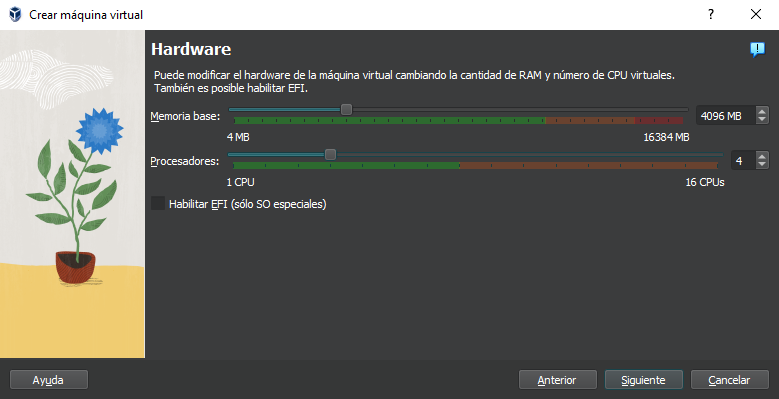 Crear máquina virtual
Hardware
Puede modificar el hardware de la máquina virtual cambiando la cantidad de RAM y número de CPU virtuales.
También es posible habilitar EFI.
Memoria base:
4096 MB
4 MB
16384 MB
Procesadores:
4
1 CPU
16 CPUs
Habilitar EFI (sólo SO especiales)
Ayuda
Anterior
Siguiente
Cancelar